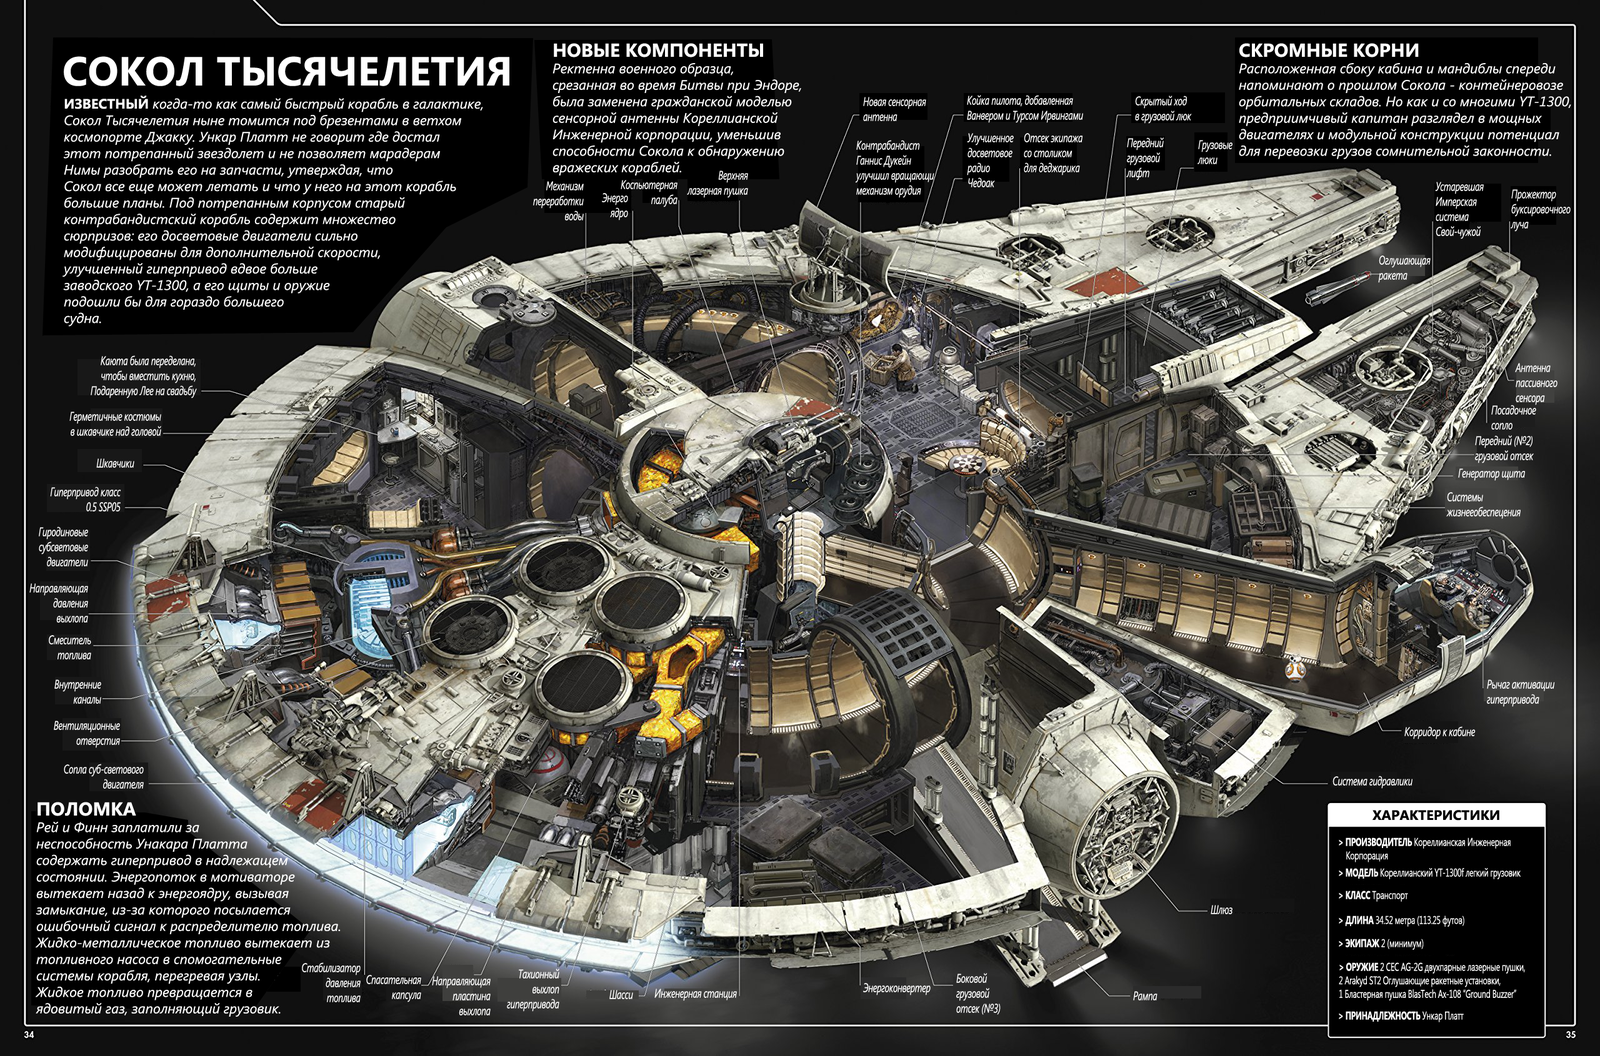 СОКОЛ ТЫСЯЧЕЛЕТИЯ
ИЗВЕСТНЫЙ когда-то как самый быстрый корабль в галактике,
Сокол Тысячелетия ныне томится под брезентами в ветхом
космопорте Джакку. Ункар Платт не говорит где достал
этот потрепанный звездолет и не позволяет марадерам
Нимы разобрать его на запчасти, утверждая, что
Сокол все еще может летать и что у него на этот корабль
большие планы. Под потрепанным корпусом старый
контрабандистский корабль содержит множество
сюрпризов: его досветовые двигатели сильно
модифицированы для дополнительной скорости,
улучшенный гиперпривод вдвое больше
заводского YT-1300, а его щиты и оружие
подошли бы для гораздо большего
судна.
НОВЫЕ КОМПОНЕНТЫ
Ректенна военного образца,
срезанная во время Битвы при Эндоре,
была заменена гражданской моделью
сенсорной антенны Кореллианской
Инженерной корпорации, уменьшив
способности Сокола к обнаружению
вражеских кораблей.
СКРОМНЫЕ КОРНИ
Расположенная сбоку кабина и мандиблы спереди
напоминают о прошлом Сокола - контейнеровозе
орбитальных складов. Но как и со многими YT-1300,
предприимчивый капитан разглядел в мощных
двигателях и модульной конструкции потенциал
для перевозки грузов сомнительной законности.
Механизм
переработки
воды
Энерго
ядро
Коспьютерная
палуба
Верхняя
лазерная пушка
Новая сенсорная
антенна
Контрабандист
Ганнис Дукейн
улучшил вращающи
механизм орудия
Койка пилота, добавленная
Ванвером и Турсом Ирвингами
Улучшенное
досветовое
радио
Чедоак
Отсек экипажа
со столиком
для деджарика
Скрытый ход
в грузовой люк
Передний
грузовой
лифт
Грузовые
люки
Устаревшая
Имперская
система
Свой-чужой
Прожектор
буксировочного
луча
Оглушающая
ракета
Антенна
пассивного
сенсора
Посадочное
сопло
Передний (№2)
грузовой отсек
Генератор щита
Системы
жизнеобеспецения
Рычаг активации
гипепривода
Корридор к кабине
Система гидравлики
Шлюз
Рампа
Боковой
грузовой
отсек (№3)
Энергоконвертер
Инженерная станция
Шасси
Тахионный
выхлоп
гиперпривода
Направляющая
пластина
выхлопа
Спасательная
капсула
Стабилизатор
давления
топлива
Каюта была переделана,
чтобы вместить кухню,
Подаренную Лее на свадьбу
Герметичные костюмы
в шкавчике над головой
Шкавчики
Гиперпривод класс
0.5 SSP05
Гиродиновые
субсветовые
двигатели
Направляющая
давления
выхлопа
Смеситель
топлива
Внутренние
каналы
Вентиляционные
отверстия
Сопла суб-светового
двигателя
ПОЛОМКА
Рей и Финн заплатили за
неспособность Унакара Платта
содержать гиперпривод в надлежащем
состоянии. Энергопоток в мотиваторе
вытекает назад к энергоядру, вызывая
замыкание, из-за которого посылается
ошибочный сигнал к распределителю топлива.
Жидко-металлическое топливо вытекает из
топливного насоса в спомогательные
системы корабля, перегревая узлы.
Жидкое топливо превращается в
ядовитый газ, заполняющий грузовик.
ХАРАКТЕРИСТИКИ
> ПРОИЗВОДИТЕЛЬ Кореллианская Инженерная
Корпорация
> МОДЕЛЬ Кореллианский YT-1300f легкий грузовик
> КЛАСС Транспорт
> ДЛИНА 34.52 метра (113.25 футов)
> ЭКИПАЖ 2 (минимум)
> ОРУЖИЕ 2 CEC AG-2G двухпарные лазерные пушки,
2 Arakyd ST2 Оглушающие ракетные установки,
1 Бластерная пушка BlasTech Ax-108 "Ground Buzzer"
> ПРИНАДЛЕЖНОСТЬ Ункар Платт
34
35